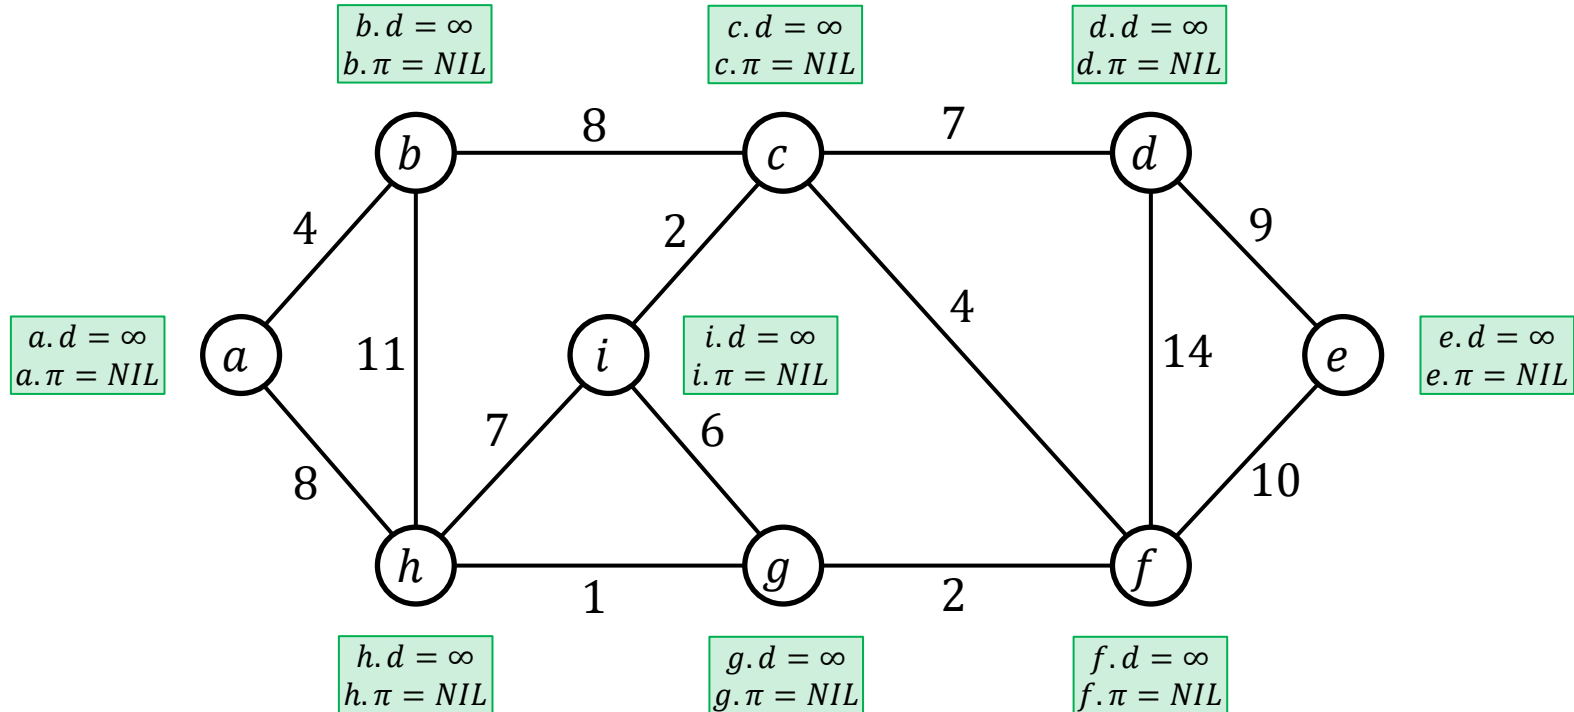 b.d = ∞
b.π = NIL
c.d = ∞
c.π = NIL
d.d = ∞
d.π = NIL
8
7
b
c
d
4
2
9
4
a.d = ∞
a.π = NIL
a
11
i
i.d = ∞
i.π = NIL
14
e
e.d = ∞
e.π = NIL
7
6
8
10
h
g
f
1
2
h.d = ∞
h.π = NIL
g.d = ∞
g.π = NIL
f.d = ∞
f.π = NIL